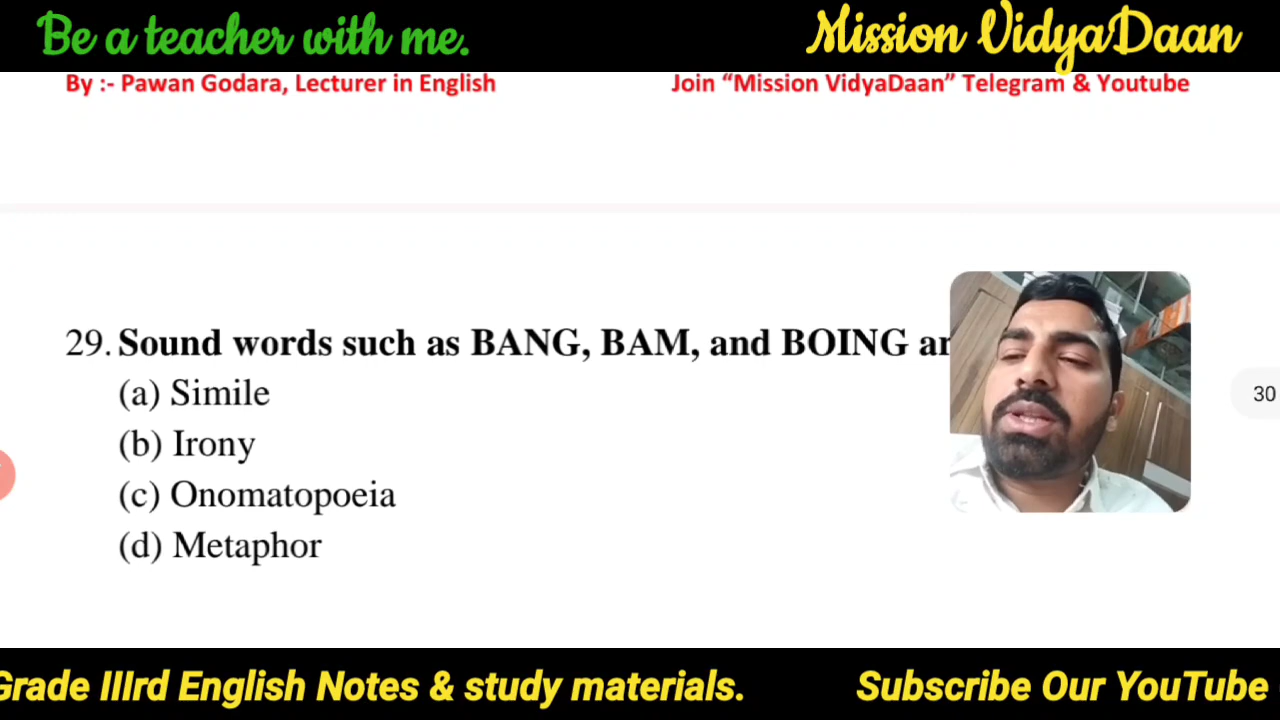 Be a teacher with me.
Mission VidyaDaan
By :- Pawan Godara, Lecturer in English
Join “Mission VidyaDaan” Telegram & Youtube
29. Sound words such as BANG, BAM, and BOING
(a) Simile
(b) Irony
(c) Onomatopoeia
(d) Metaphor
30
Grade IIIrd English Notes & study materials.
Subscribe Our YouTube